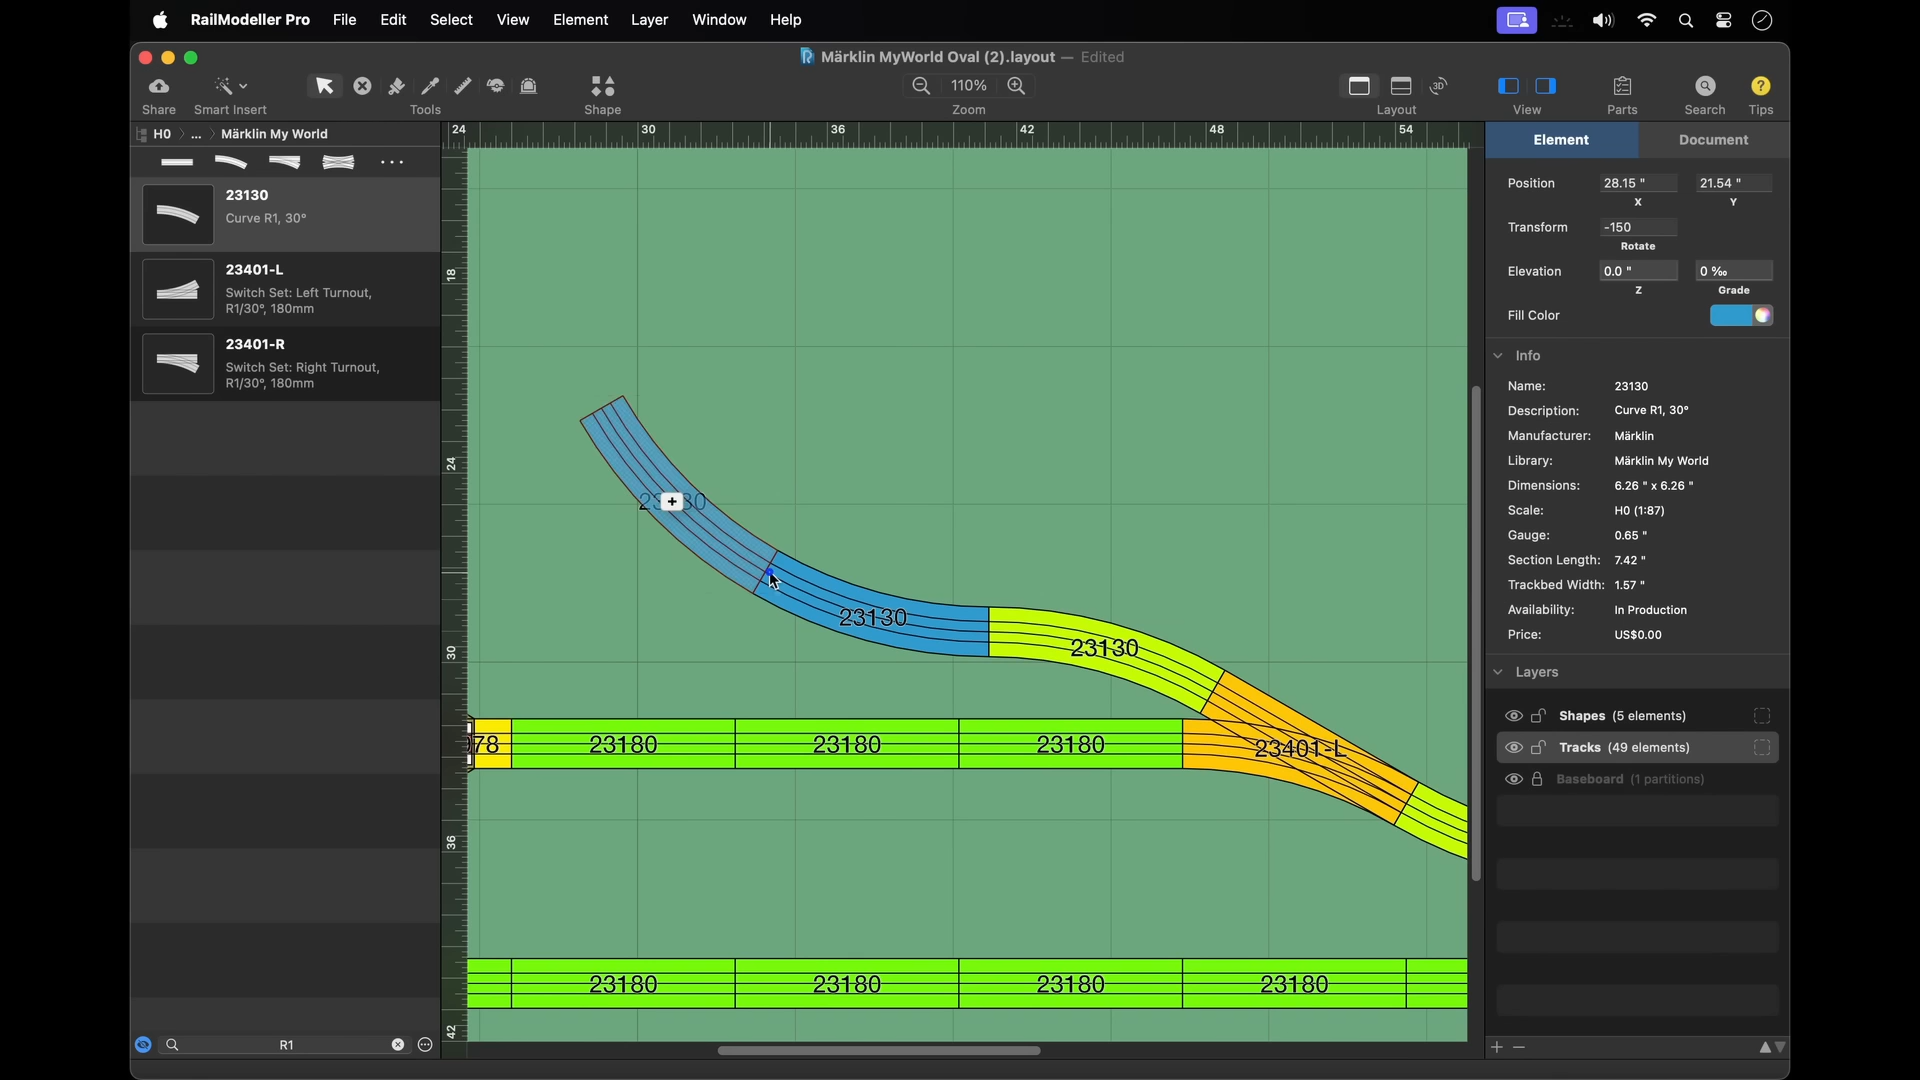 RailModeller Pro File Edit Select View Element Layer Window Help
Märklin MyWorld Oval (2).layout — Edited
110%
Share Smart Insert Tools Shape Zoom Layout 3D View Parts Search Tips
H0 ... Märklin My World
23130
Curve R1, 30°
23401-L
Switch Set: Left Turnout,
R1/30°, 180mm
23401-R
Switch Set: Right Turnout,
R1/30°, 180mm
R1
24 30 36 42 48 54
18
24
30
36
42
23130
23130
78 23180 23180 23180 23401-L
23180 23180 23180 23180
Element Document
Position 28.15 " 21.54 "
X Y
Transform -150
Rotate
Elevation 0.0 " 0 ‰
Z Grade
Fill Color
Info
Name: 23130
Description: Curve R1, 30°
Manufacturer: Märklin
Library: Märklin My World
Dimensions: 6.26 " x 6.26 "
Scale: H0 (1:87)
Gauge: 0.65 "
Section Length: 7.42 "
Trackbed Width: 1.57 "
Availability: In Production
Price: US$0.00
Layers
Shapes (5 elements)
Tracks (49 elements)
Baseboard (1 partitions)